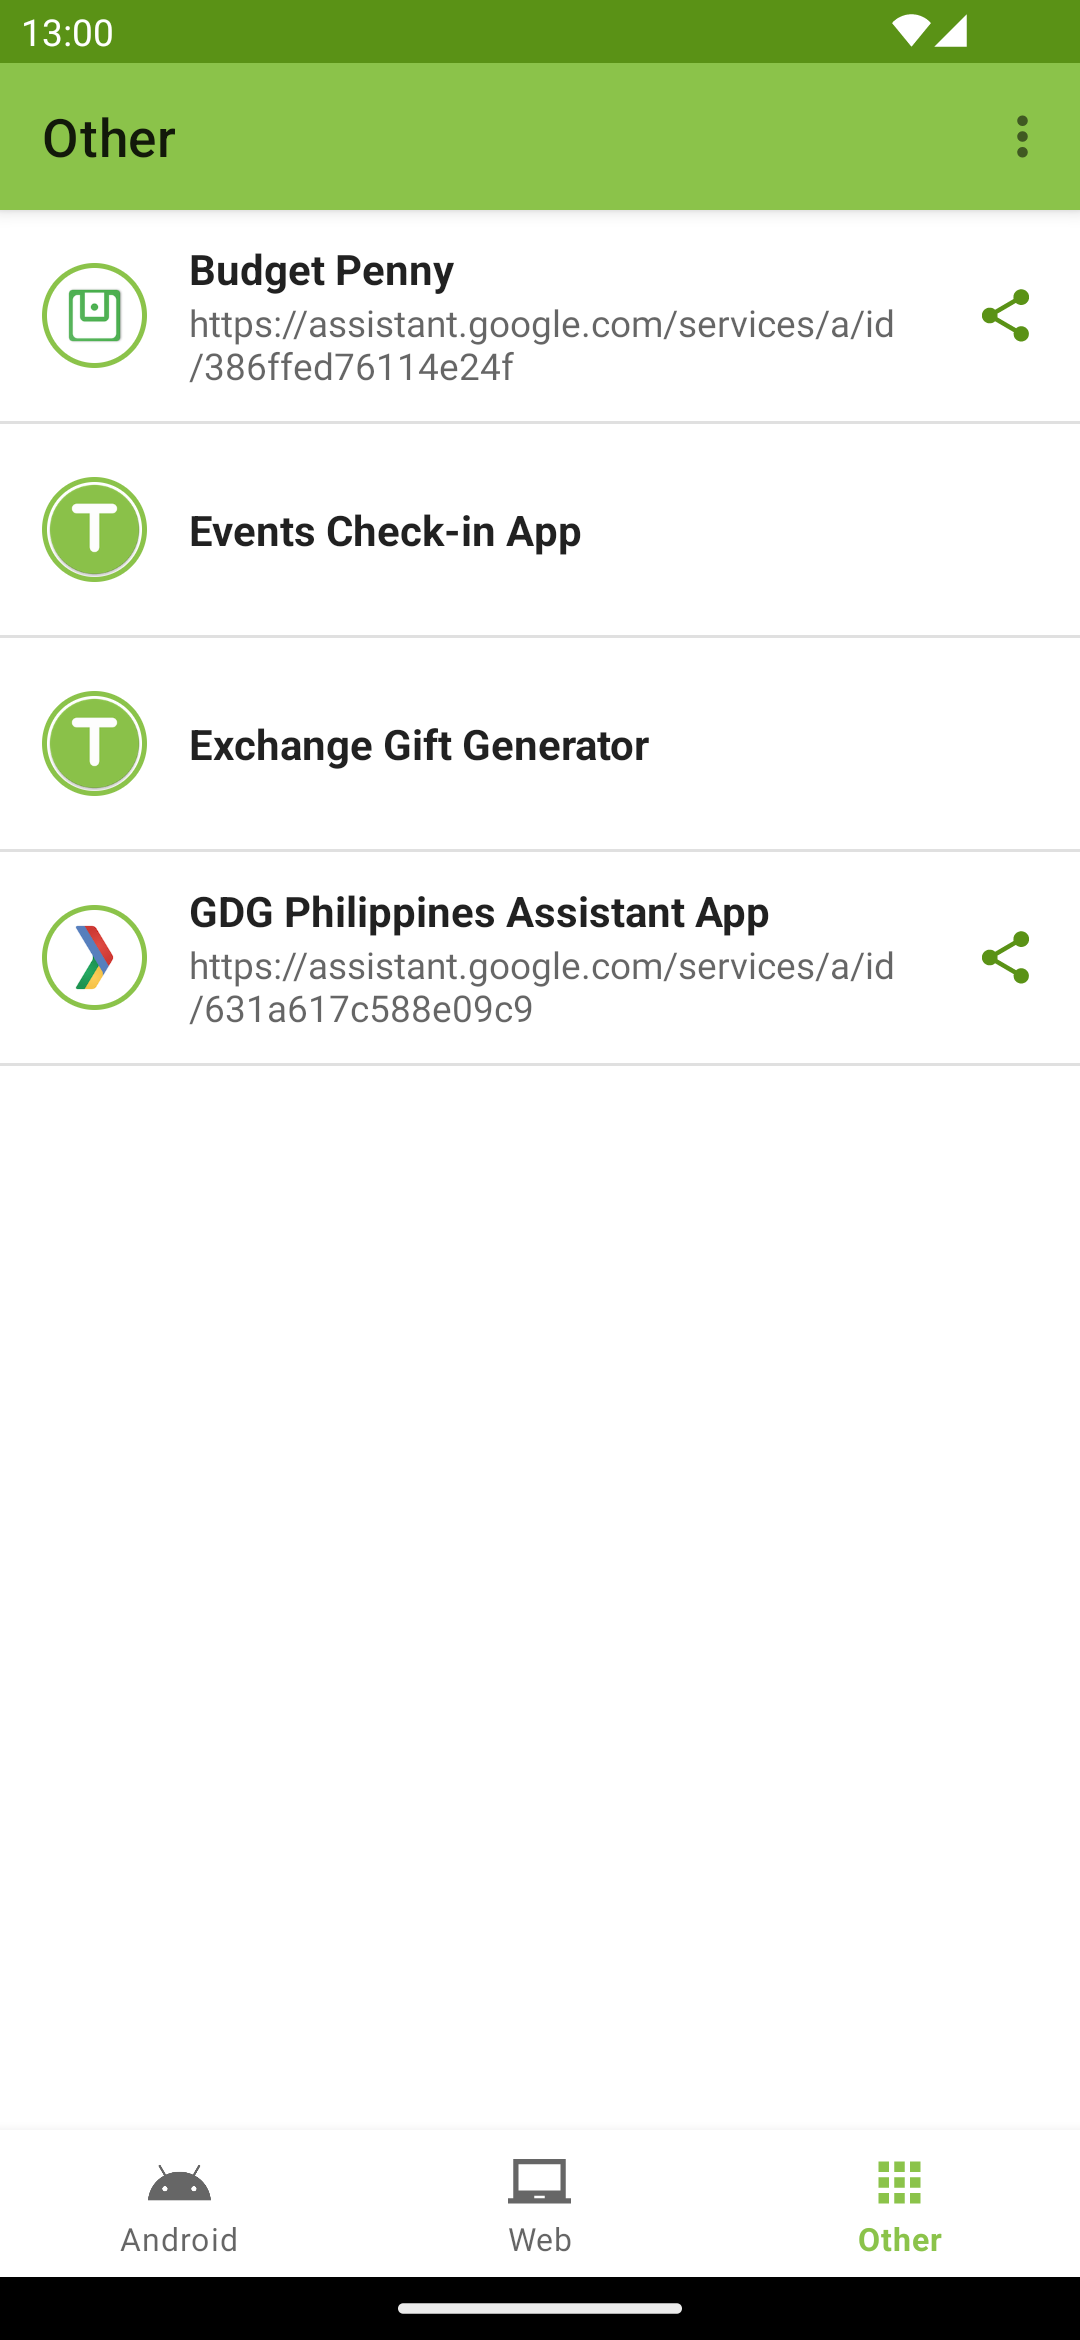 13:00
Other
Budget Penny
https://assistant.google.com/services/a/id
/386ffed76114e24f
T
Events Check-in App
T
Exchange Gift Generator
GDG Philippines Assistant App
https://assistant.google.com/services/a/id
/631a617c588e09c9
Android
Web
Other